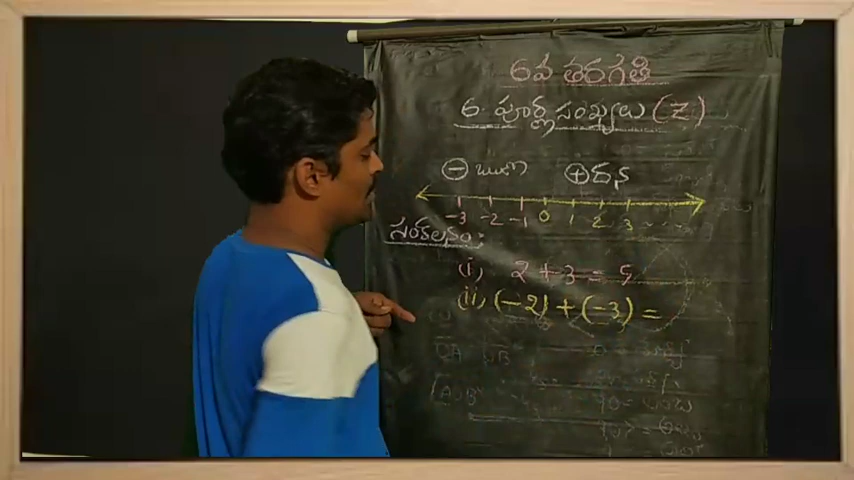 6వ తరగతి
6. పూర్ణసంఖ్యలు (Z)
⊖ ఋణ ⊕ ధన
-3 -2 -1 0 1 2 3
సంకలనం:
(i) 2 + 3 = 5
(ii) (-2) + (-3) =